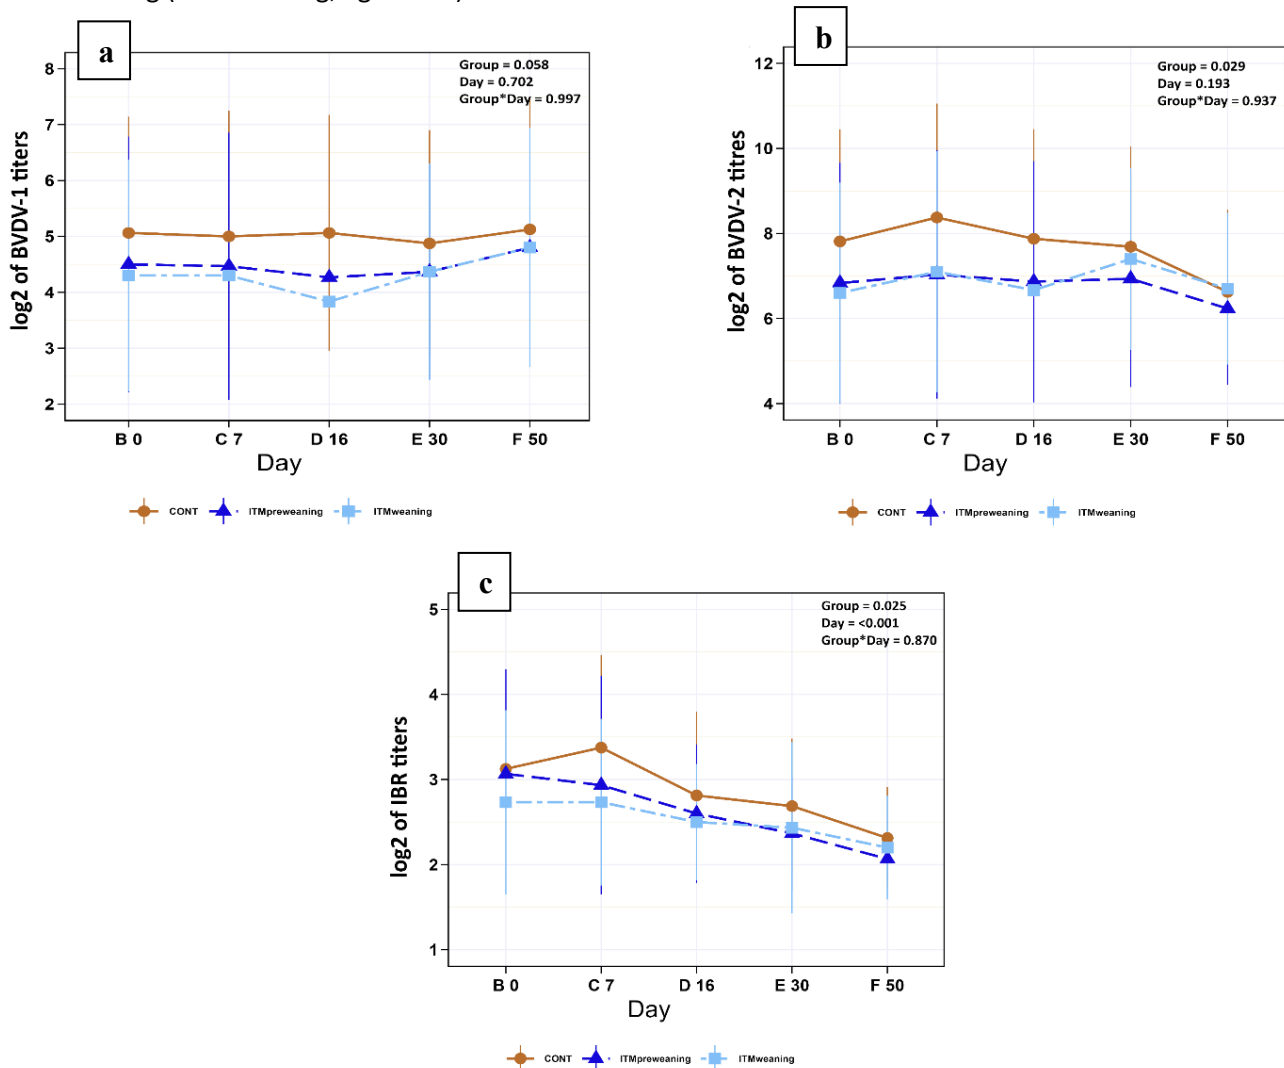 a
Group = 0.058
Day = 0.702
Group*Day = 0.997
log2 of BVDV-1 titers
8
7
6
5
4
3
2
B 0 C 7 D 16 E 30 F 50
Day
CONT ITMpreweaning ITMweaning
b
Group = 0.029
Day = 0.193
Group*Day = 0.937
log2 of BVDV-2 titres
12
10
8
6
4
B 0 C 7 D 16 E 30 F 50
Day
CONT ITMpreweaning ITMweaning
c
Group = 0.025
Day = <0.001
Group*Day = 0.870
log2 of IBR titers
5
4
3
2
1
B 0 C 7 D 16 E 30 F 50
Day
CONT ITMpreweaning ITMweaning